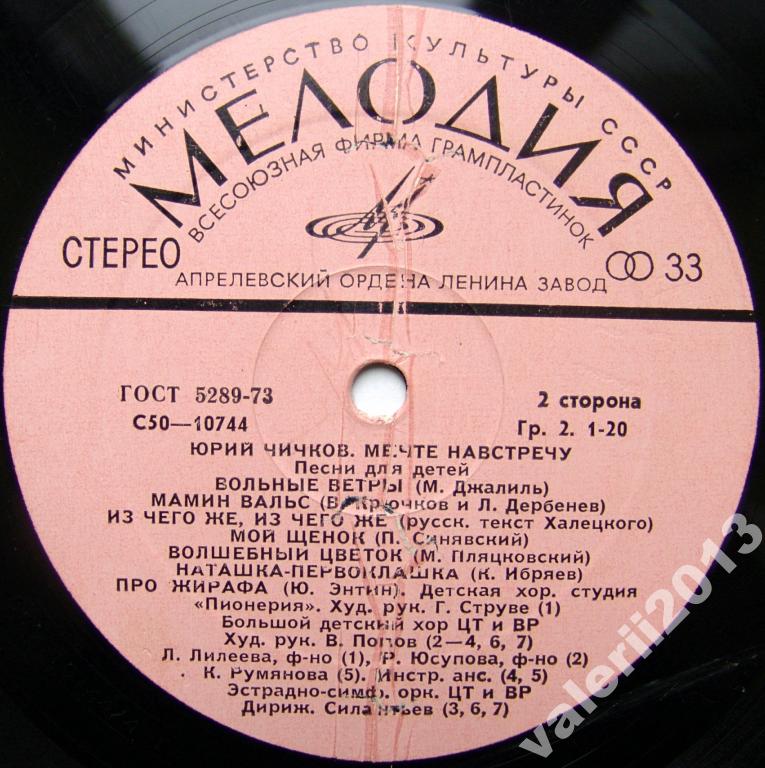 МИНИСТЕРСТВО КУЛЬТУРЫ СССР
МЕЛОДИЯ
ВСЕСОЮЗНАЯ ФИРМА ГРАМПЛАСТИНОК
СТЕРЕО
33
АПРЕЛЕВСКИЙ ОРДЕНА ЛЕНИНА ЗАВОД
ГОСТ 5289-73
2 сторона
С50—10744
Гр. 2. 1-20
ЮРИЙ ЧИЧКОВ. МЕЧТЕ НАВСТРЕЧУ
Песни для детей
ВОЛЬНЫЕ ВЕТРЫ (М. Джалиль)
МАМИН ВАЛЬС (В. Крючков и Л. Дербенев)
ИЗ ЧЕГО ЖЕ, ИЗ ЧЕГО ЖЕ (русск. текст Халецкого)
МОЙ ЩЕНОК (П. Синявский)
ВОЛШЕБНЫЙ ЦВЕТОК (М. Пляцковский)
НАТАШКА-ПЕРВОКЛАШКА (К. Ибряев)
ПРО ЖИРАФА (Ю. Энтин). Детская хор. студия
«Пионерия». Худ. рук. Г. Струве (1)
Большой детский хор ЦТ и ВР
Худ. рук. В. Попов (2—4, 6, 7)
Л. Лилеева, ф-но (1), Р. Юсупова, ф-но (2)
К. Румянова (5). Инстр. анс. (4, 5)
Эстрадно-симф. орк. ЦТ и ВР
Дириж. Силантьев (3, 6, 7)
valerii2013